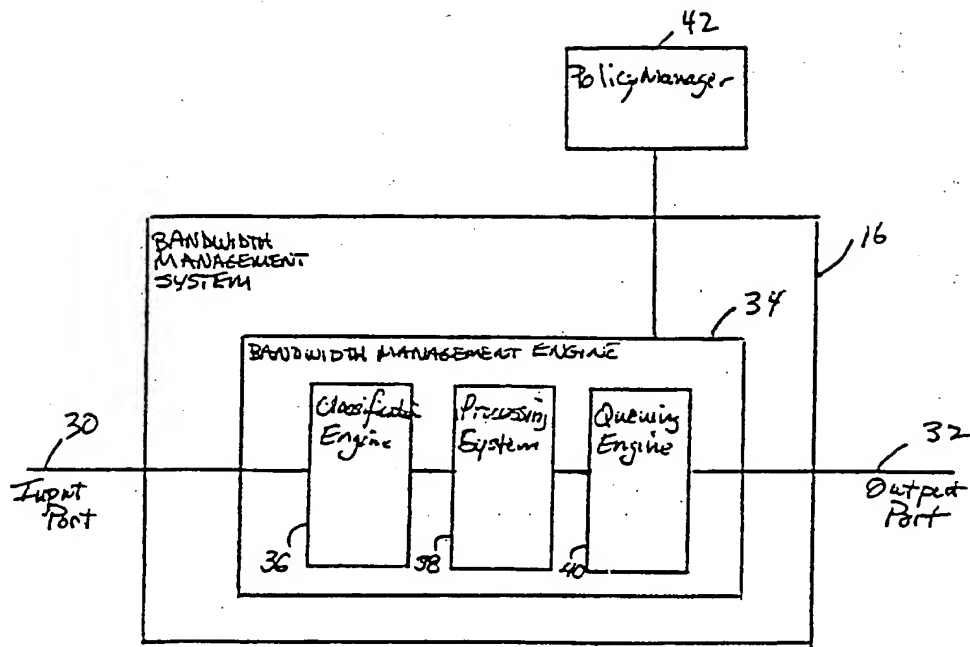 42
Policy Manager
BANDWIDTH
MANAGEMENT
SYSTEM
16
34
BANDWIDTH MANAGEMENT ENGINE
Engine
Processing
System
Queuing
Engine
30
Input
Port
32
Output
Port
36
38
40